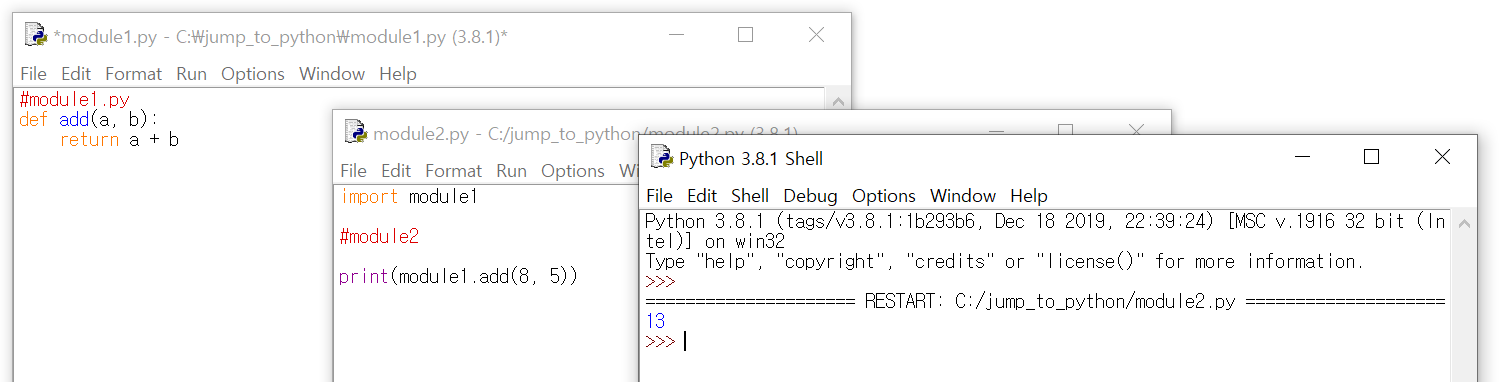 *module1.py - C:₩jump_to_python₩module1.py (3.8.1)*
File Edit Format Run Options Window Help
#module1.py
def add(a, b):
    return a + b
module2.py - C:/jump_to_python/module2.py (3.8.1)
File Edit Format Run Options
import module1
#module2
print(module1.add(8, 5))
Python 3.8.1 Shell
File Edit Shell Debug Options Window Help
Python 3.8.1 (tags/v3.8.1:1b293b6, Dec 18 2019, 22:39:24) [MSC v.1916 32 bit (In
tel)] on win32
Type "help", "copyright", "credits" or "license()" for more information.
>>>
===================== RESTART: C:/jump_to_python/module2.py ====================
13
>>>